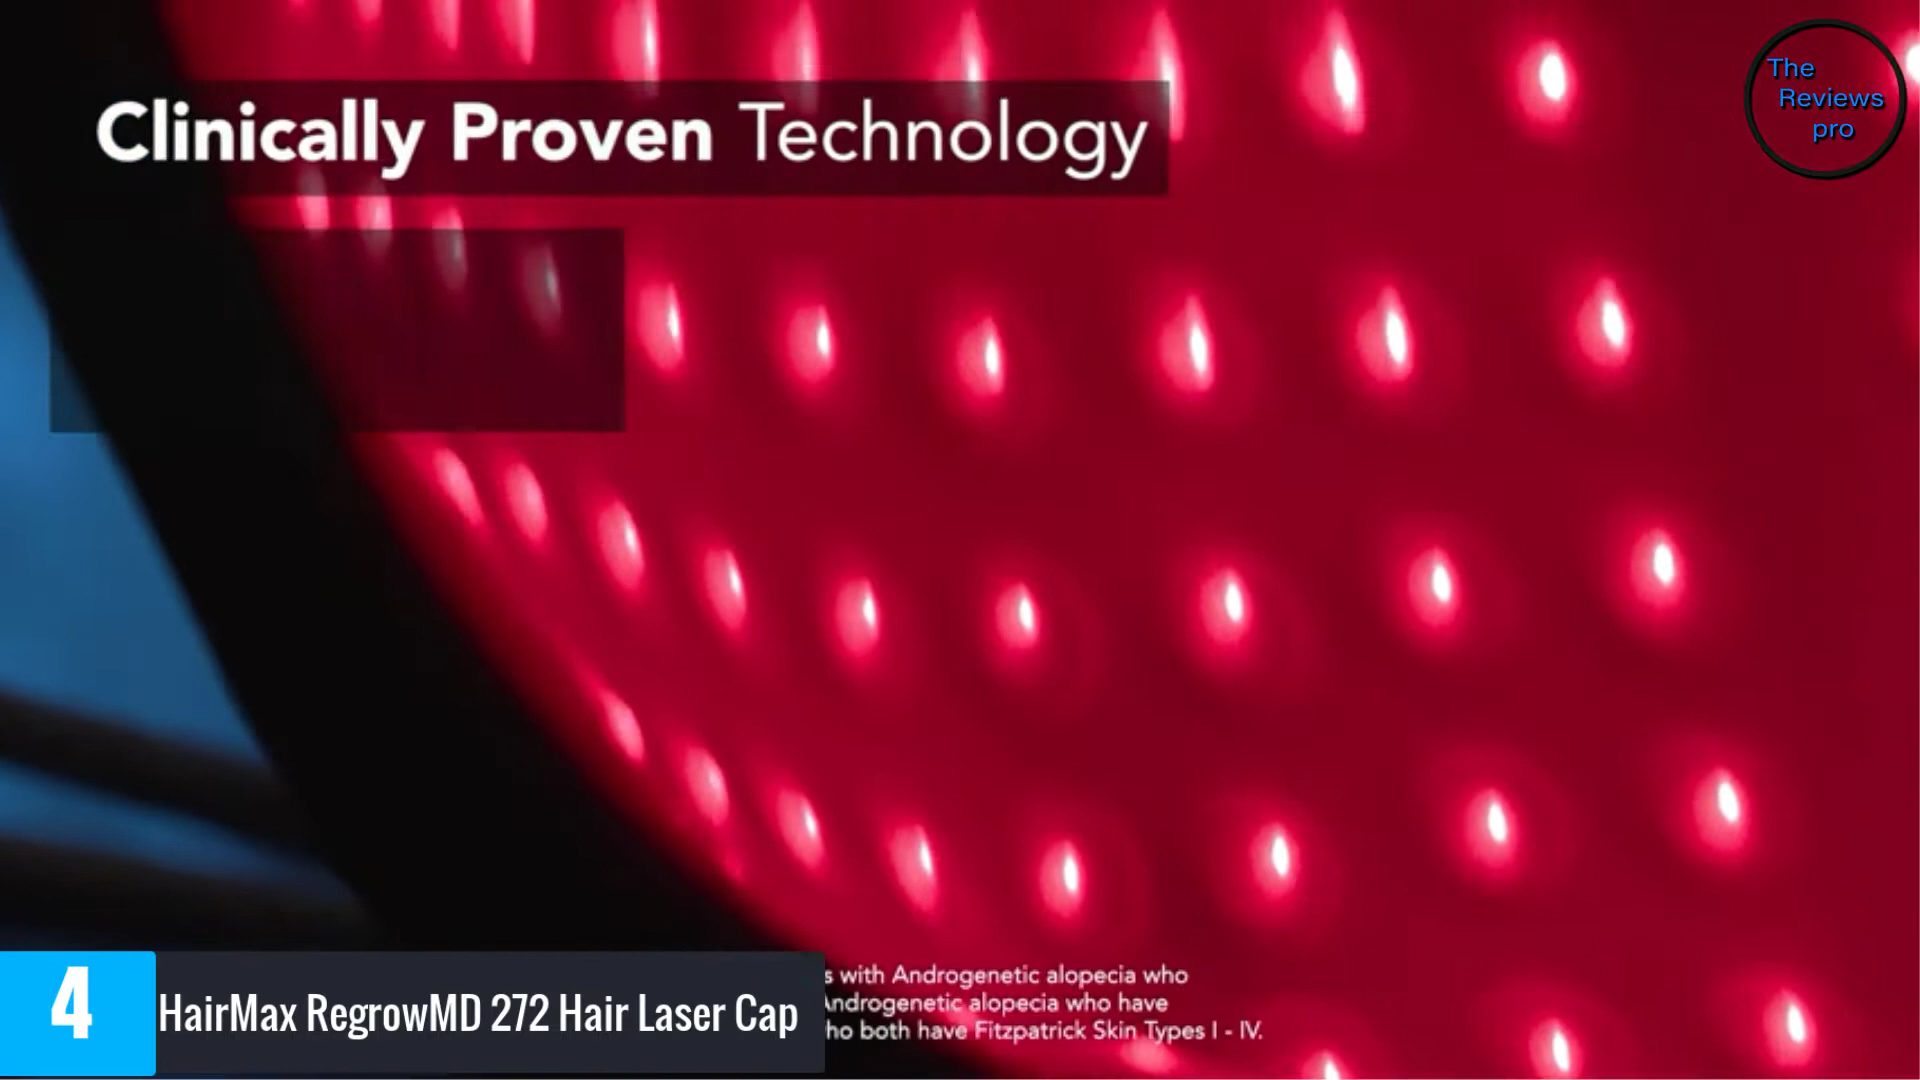 Clinically Proven Technology
The
Reviews
pro
s with Androgenetic alopecia who
Androgenetic alopecia who have
ho both have Fitzpatrick Skin Types I - IV.
4
HairMax RegrowMD 272 Hair Laser Cap